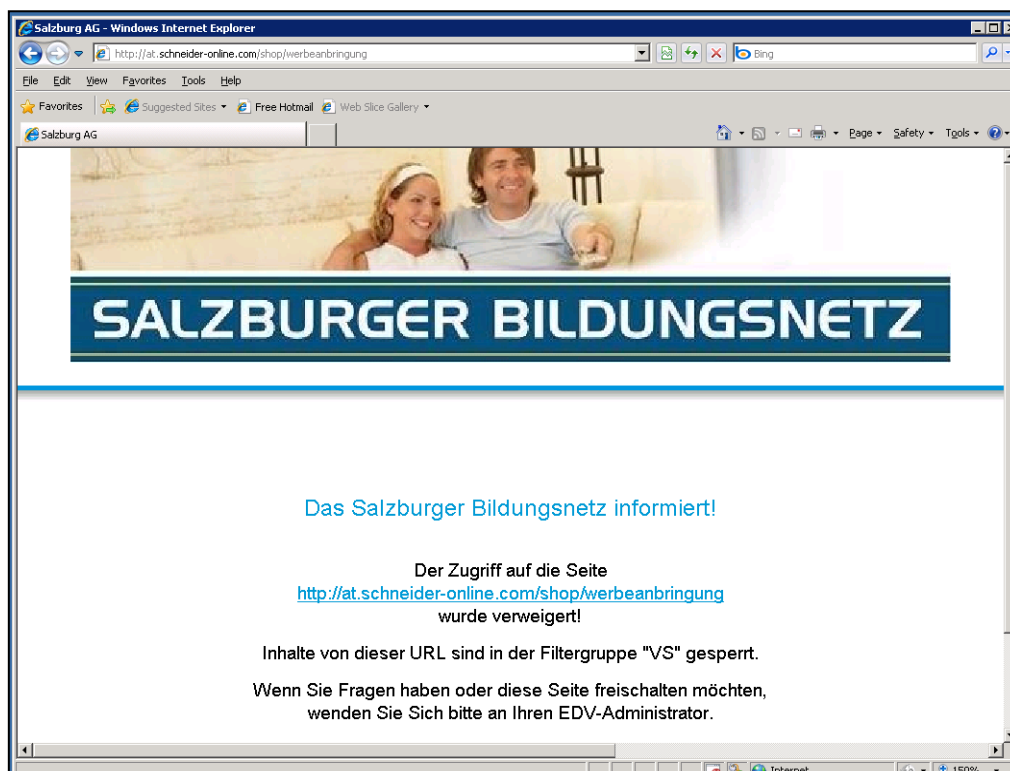 Salzburg AG - Windows Internet Explorer
http://at.schneider-online.com/shop/werbeanbringung
Bing
File Edit View Favorites Tools Help
Favorites Suggested Sites Free Hotmail Web Slice Gallery
Salzburg AG Page Safety Tools
SALZBURGER BILDUNGSNETZ
Das Salzburger Bildungsnetz informiert!
Der Zugriff auf die Seite
http://at.schneider-online.com/shop/werbeanbringung
wurde verweigert!
Inhalte von dieser URL sind in der Filtergruppe "VS" gesperrt.
Wenn Sie Fragen haben oder diese Seite freischalten möchten,
wenden Sie Sich bitte an Ihren EDV-Administrator.
Internet 150%